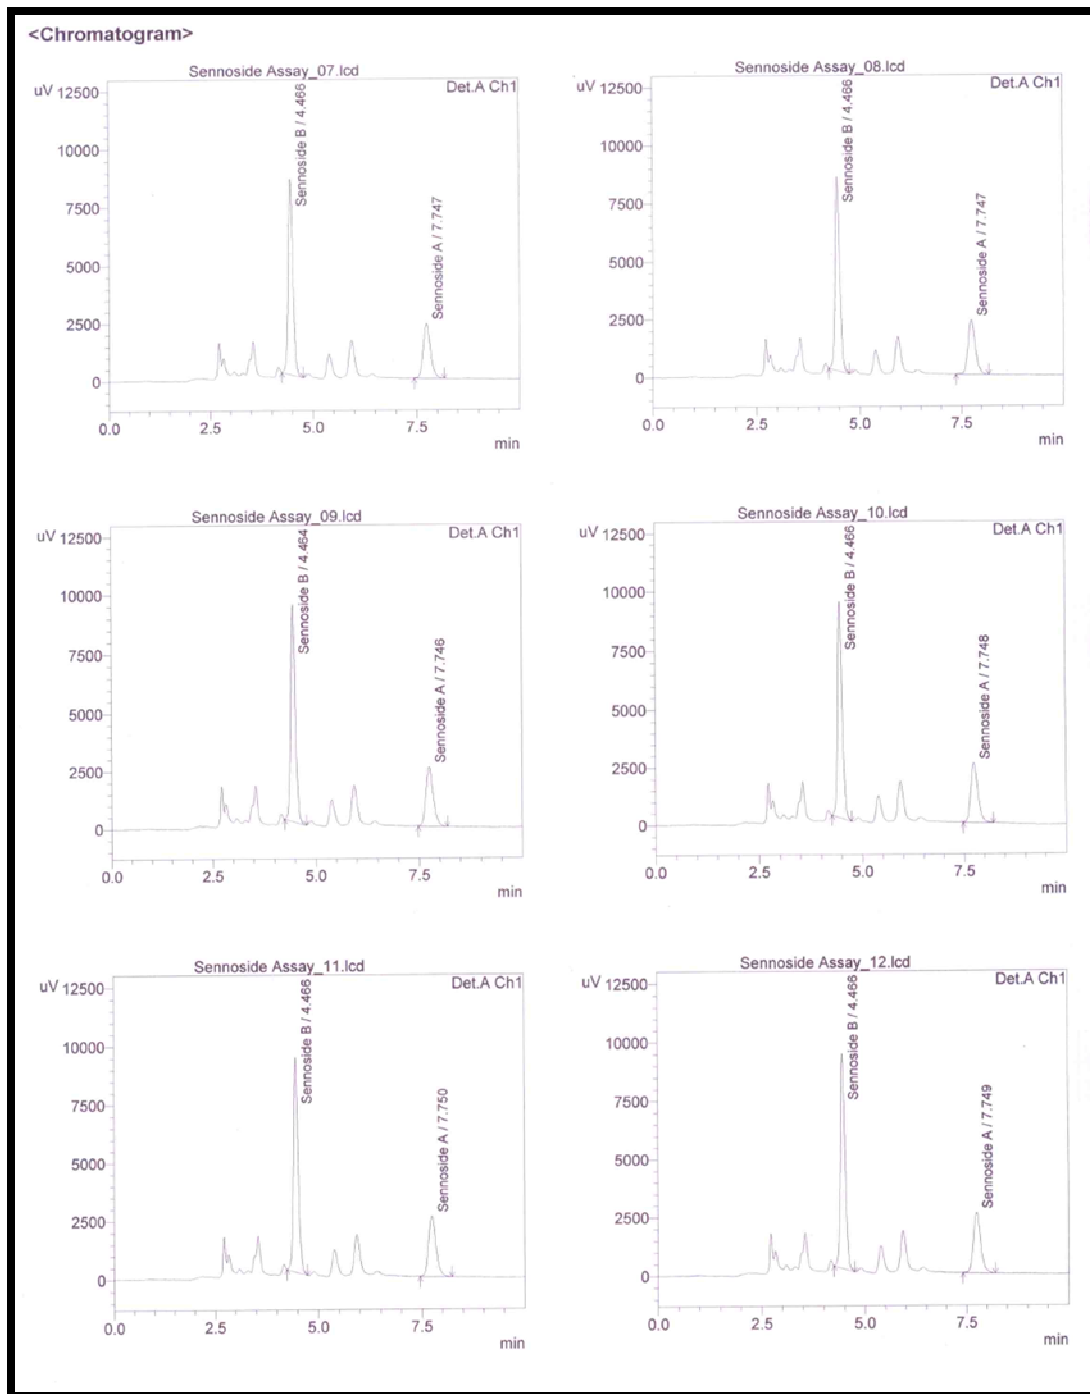 <Chromatogram>
Sennoside Assay_07.lcd
uV
Det.A Ch1
12500
10000
7500
5000
2500
0
Sennoside B / 4.466
Sennoside A / 7.747
0.0 2.5 5.0 7.5
min
Sennoside Assay_08.lcd
uV
Det.A Ch1
12500
10000
7500
5000
2500
0
Sennoside B / 4.466
Sennoside A / 7.747
0.0 2.5 5.0 7.5
min
Sennoside Assay_09.lcd
uV
Det.A Ch1
12500
10000
7500
5000
2500
0
Sennoside B / 4.464
Sennoside A / 7.746
0.0 2.5 5.0 7.5
min
Sennoside Assay_10.lcd
uV
Det.A Ch1
12500
10000
7500
5000
2500
0
Sennoside B / 4.466
Sennoside A / 7.748
0.0 2.5 5.0 7.5
min
Sennoside Assay_11.lcd
uV
Det.A Ch1
12500
10000
7500
5000
2500
0
Sennoside B / 4.466
Sennoside A / 7.750
0.0 2.5 5.0 7.5
min
Sennoside Assay_12.lcd
uV
Det.A Ch1
12500
10000
7500
5000
2500
0
Sennoside B / 4.466
Sennoside A / 7.749
0.0 2.5 5.0 7.5
min